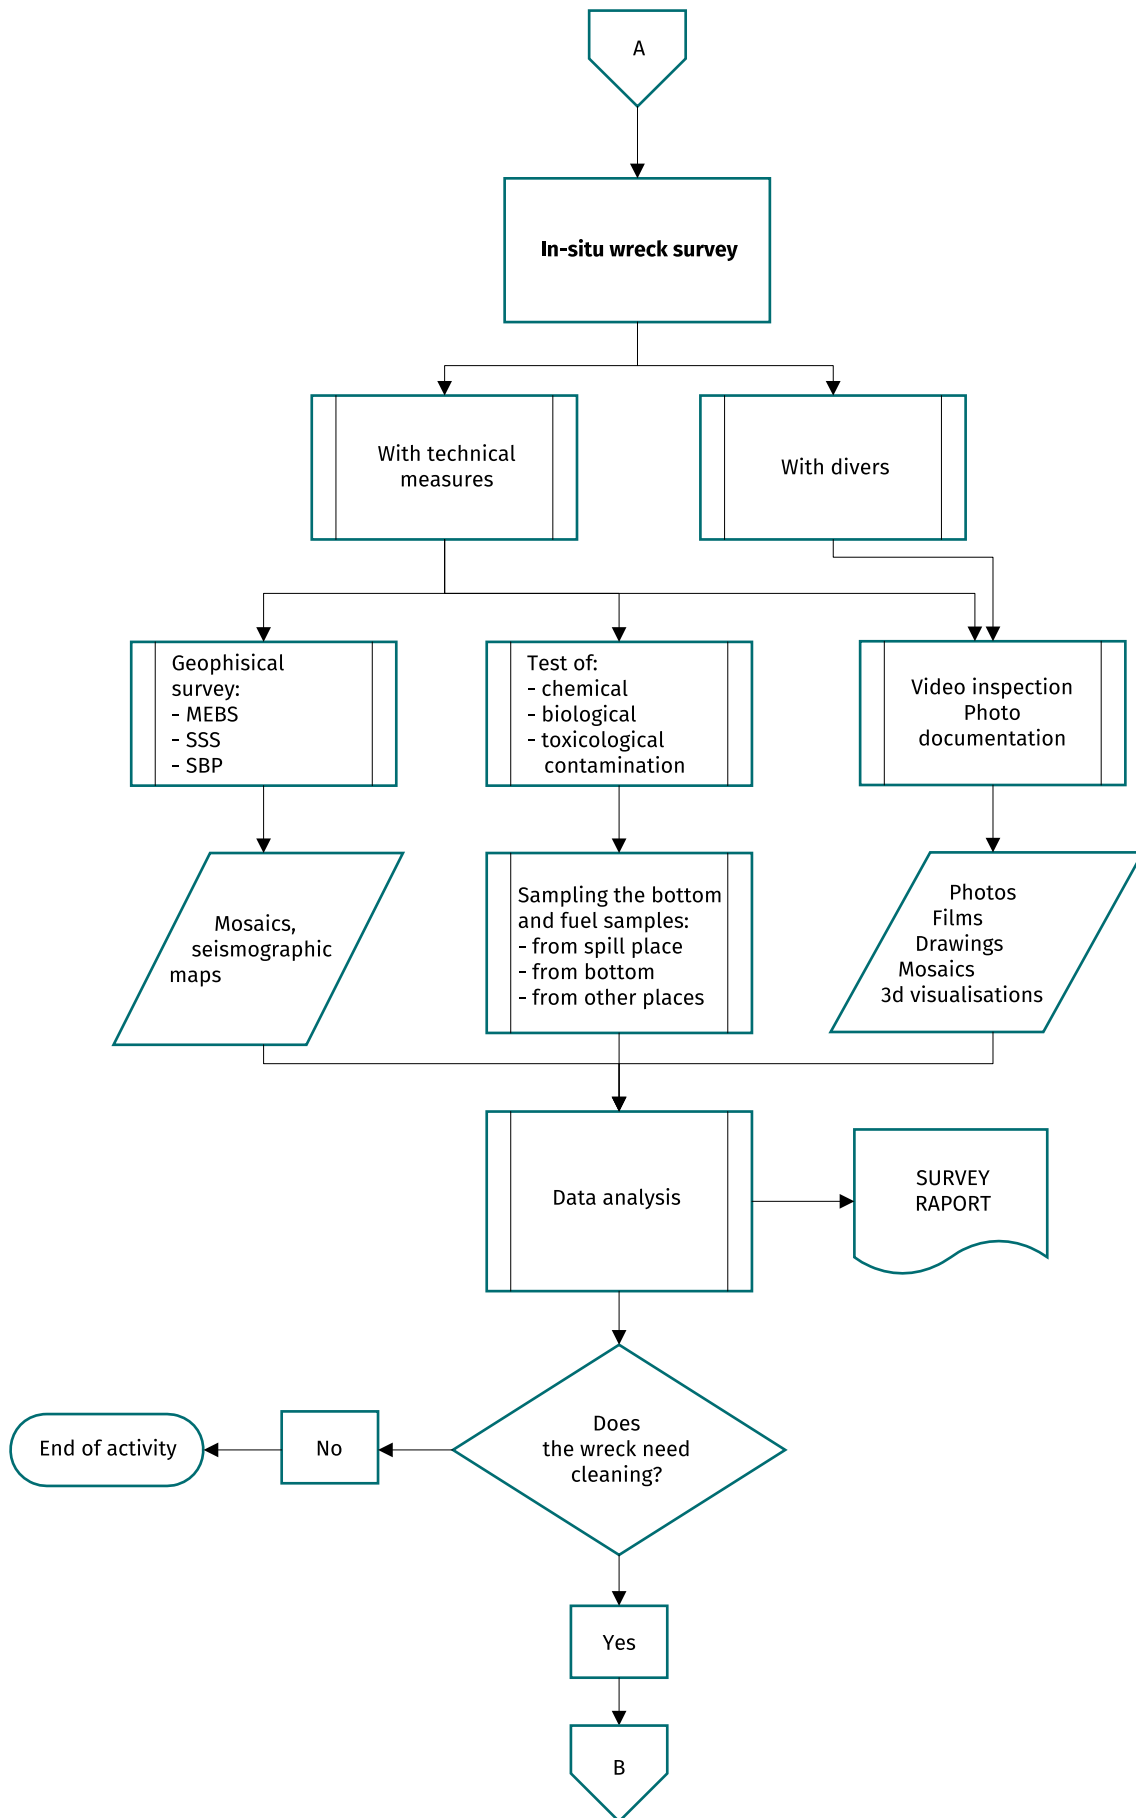 A
In-situ wreck survey
With technical
measures
With divers
Geophisical
survey:
- MEBS
- SSS
- SBP
Test of:
- chemical
- biological
- toxicological
contamination
Video inspection
Photo
documentation
Mosaics,
seismographic
maps
Sampling the bottom
and fuel samples:
- from spill place
- from bottom
- from other places
Photos
Films
Drawings
Mosaics
3d visualisations
Data analysis
SURVEY
RAPORT
Does
the wreck need
cleaning?
No
End of activity
Yes
B